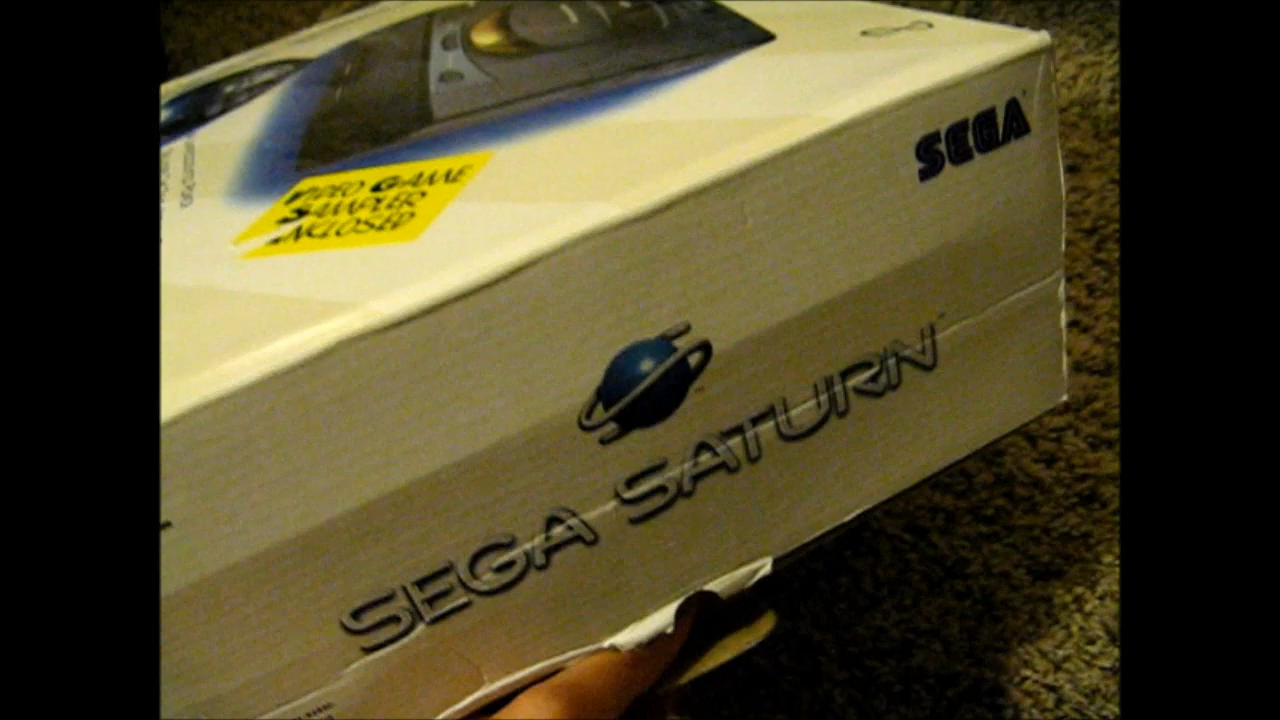 SEGA
VIDEO GAME
SAMPLER
ENCLOSED
SEGA SATURN